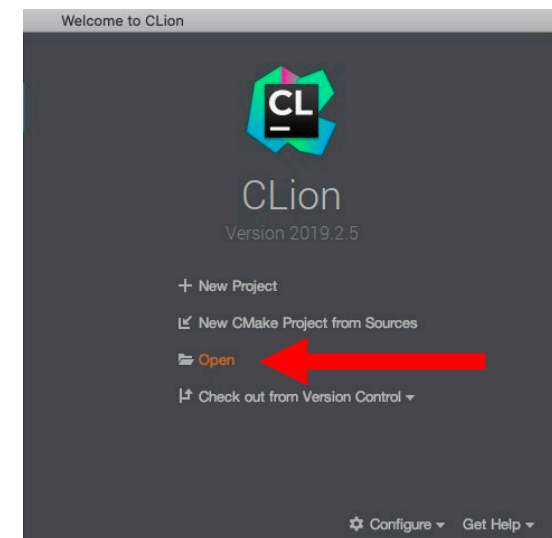 Welcome to CLion
CL
CLion
Version 2019.2.5
New Project
New CMake Project from Sources
Open
Check out from Version Control
Configure Get Help